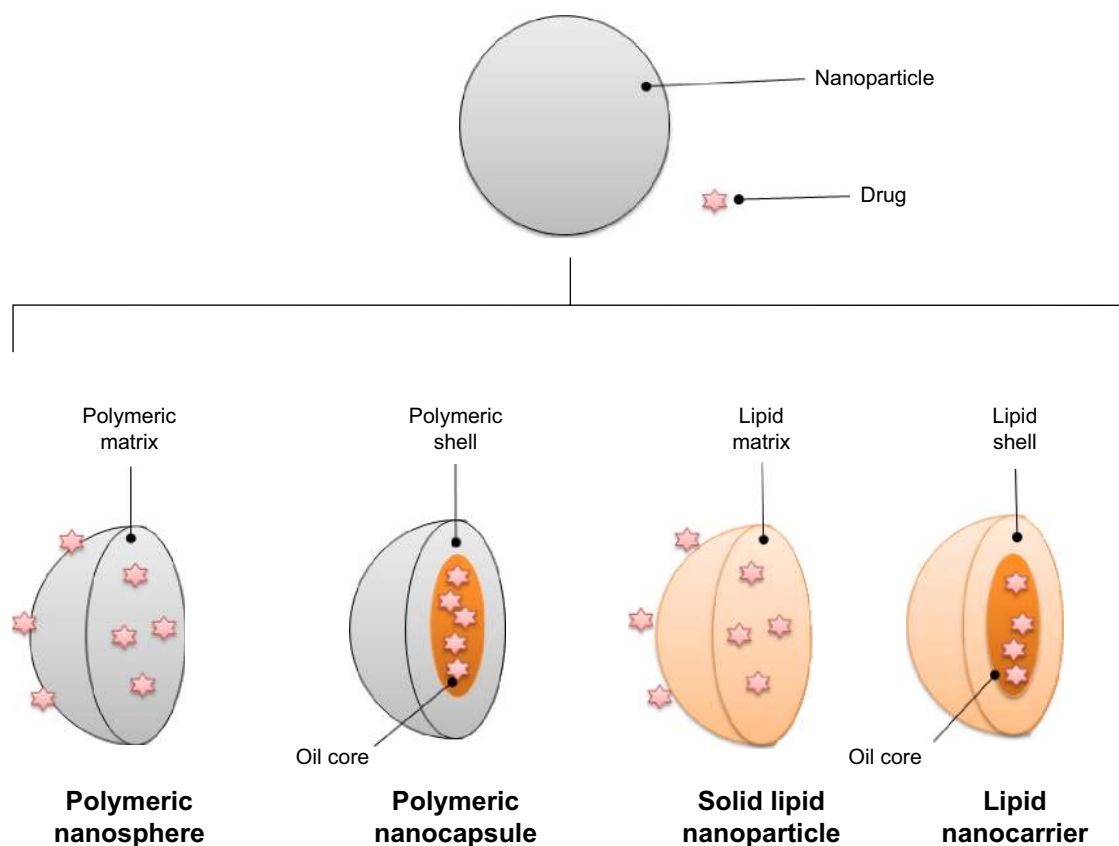 Nanoparticle
Drug
Polymeric
matrix
Polymeric
shell
Lipid
matrix
Lipid
shell
Oil core
Oil core
Polymeric
nanosphere
Polymeric
nanocapsule
Solid lipid
nanoparticle
Lipid
nanocarrier